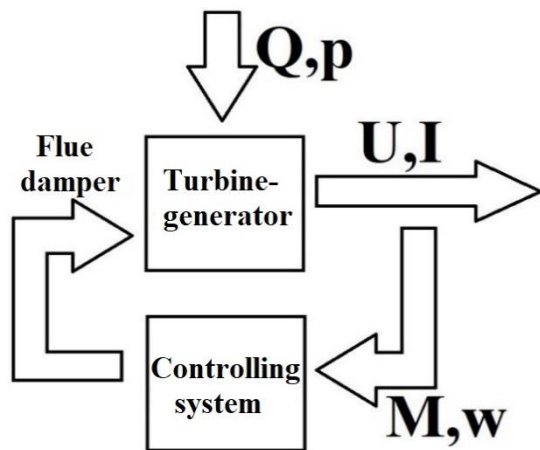 Q,p
U,I
Flue
damper
Turbine-
generator
Controlling
system
M,w